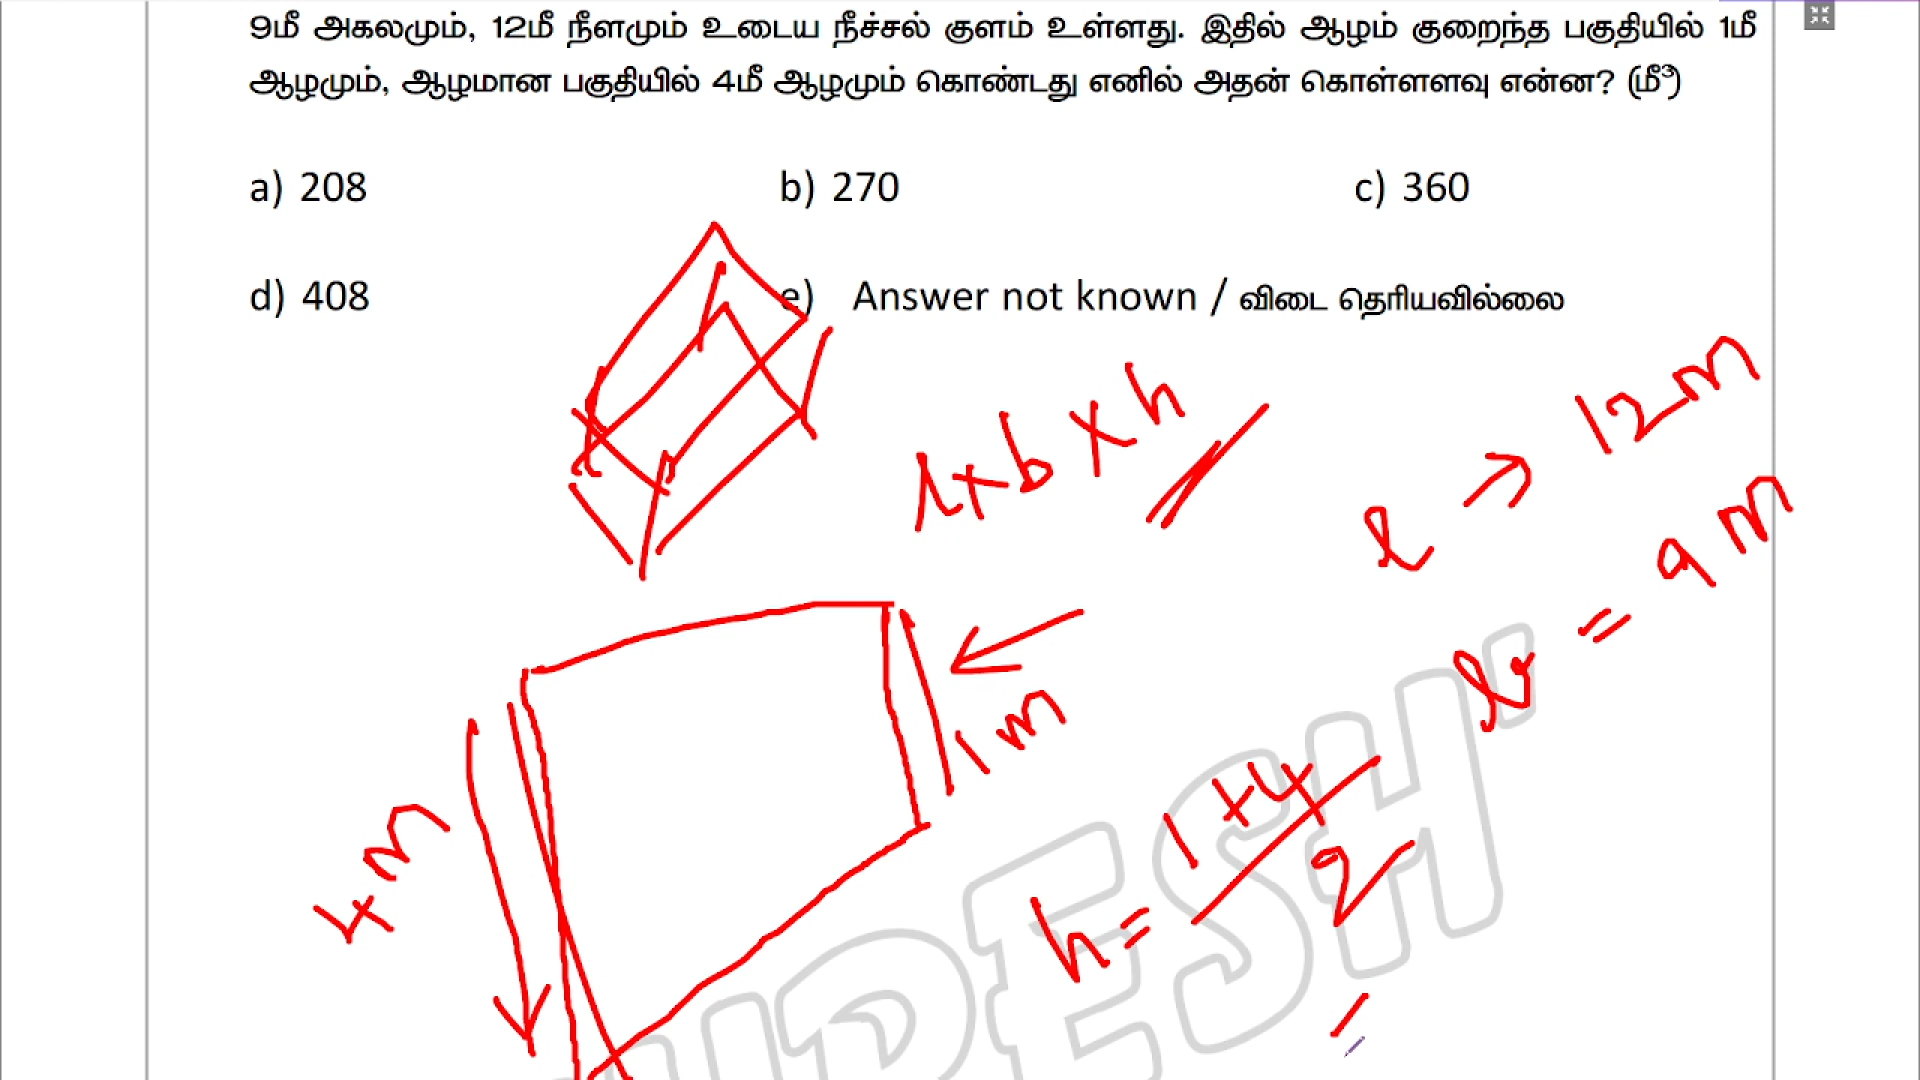 9மீ அகலமும், 12மீ நீளமும் உடைய நீச்சல் குளம் உள்ளது. இதில் ஆழம் குறைந்த பகுதியில் 1மீ
ஆழமும், ஆழமான பகுதியில் 4மீ ஆழமும் கொண்டது எனில் அதன் கொள்ளளவு என்ன? (மீ³)
a) 208 b) 270 c) 360
d) 408 e) Answer not known / விடை தெரியவில்லை
l×b×h
l → 12m
b = 9m
1m
4m
h = 1+4
2
=